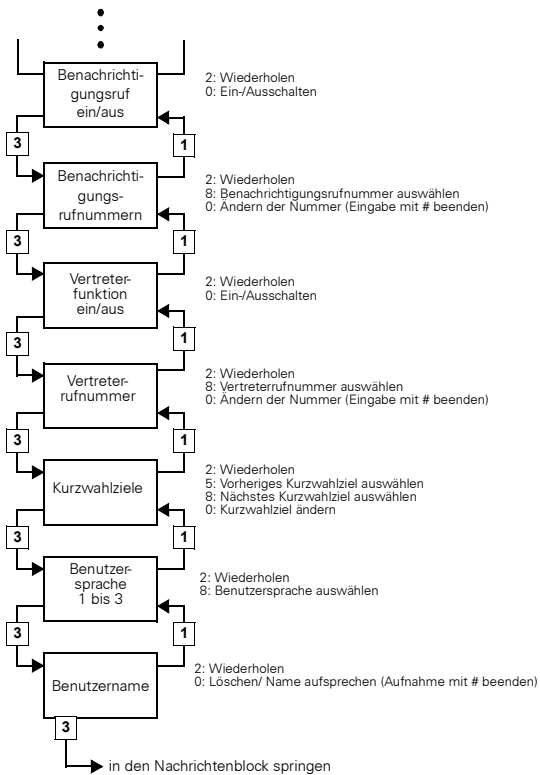 Benachrichti-
gungsruf
ein/aus
2: Wiederholen
0: Ein-/Ausschalten
3
1
Benachrichti-
gungs-
rufnummern
2: Wiederholen
8: Benachrichtigungsrufnummer auswählen
0: Ändern der Nummer (Eingabe mit # beenden)
3
1
Vertreter-
funktion
ein/aus
2: Wiederholen
0: Ein-/Ausschalten
3
1
Vertreter-
rufnummer
2: Wiederholen
8: Vertreterrufnummer auswählen
0: Ändern der Nummer (Eingabe mit # beenden)
3
1
Kurzwahlziele
2: Wiederholen
5: Vorheriges Kurzwahlziel auswählen
8: Nächstes Kurzwahlziel auswählen
0: Kurzwahlziel ändern
3
1
Benutzer-
sprache
1 bis 3
2: Wiederholen
8: Benutzersprache auswählen
3
1
Benutzername
2: Wiederholen
0: Löschen/ Name aufsprechen (Aufnahme mit # beenden)
3
in den Nachrichtenblock springen